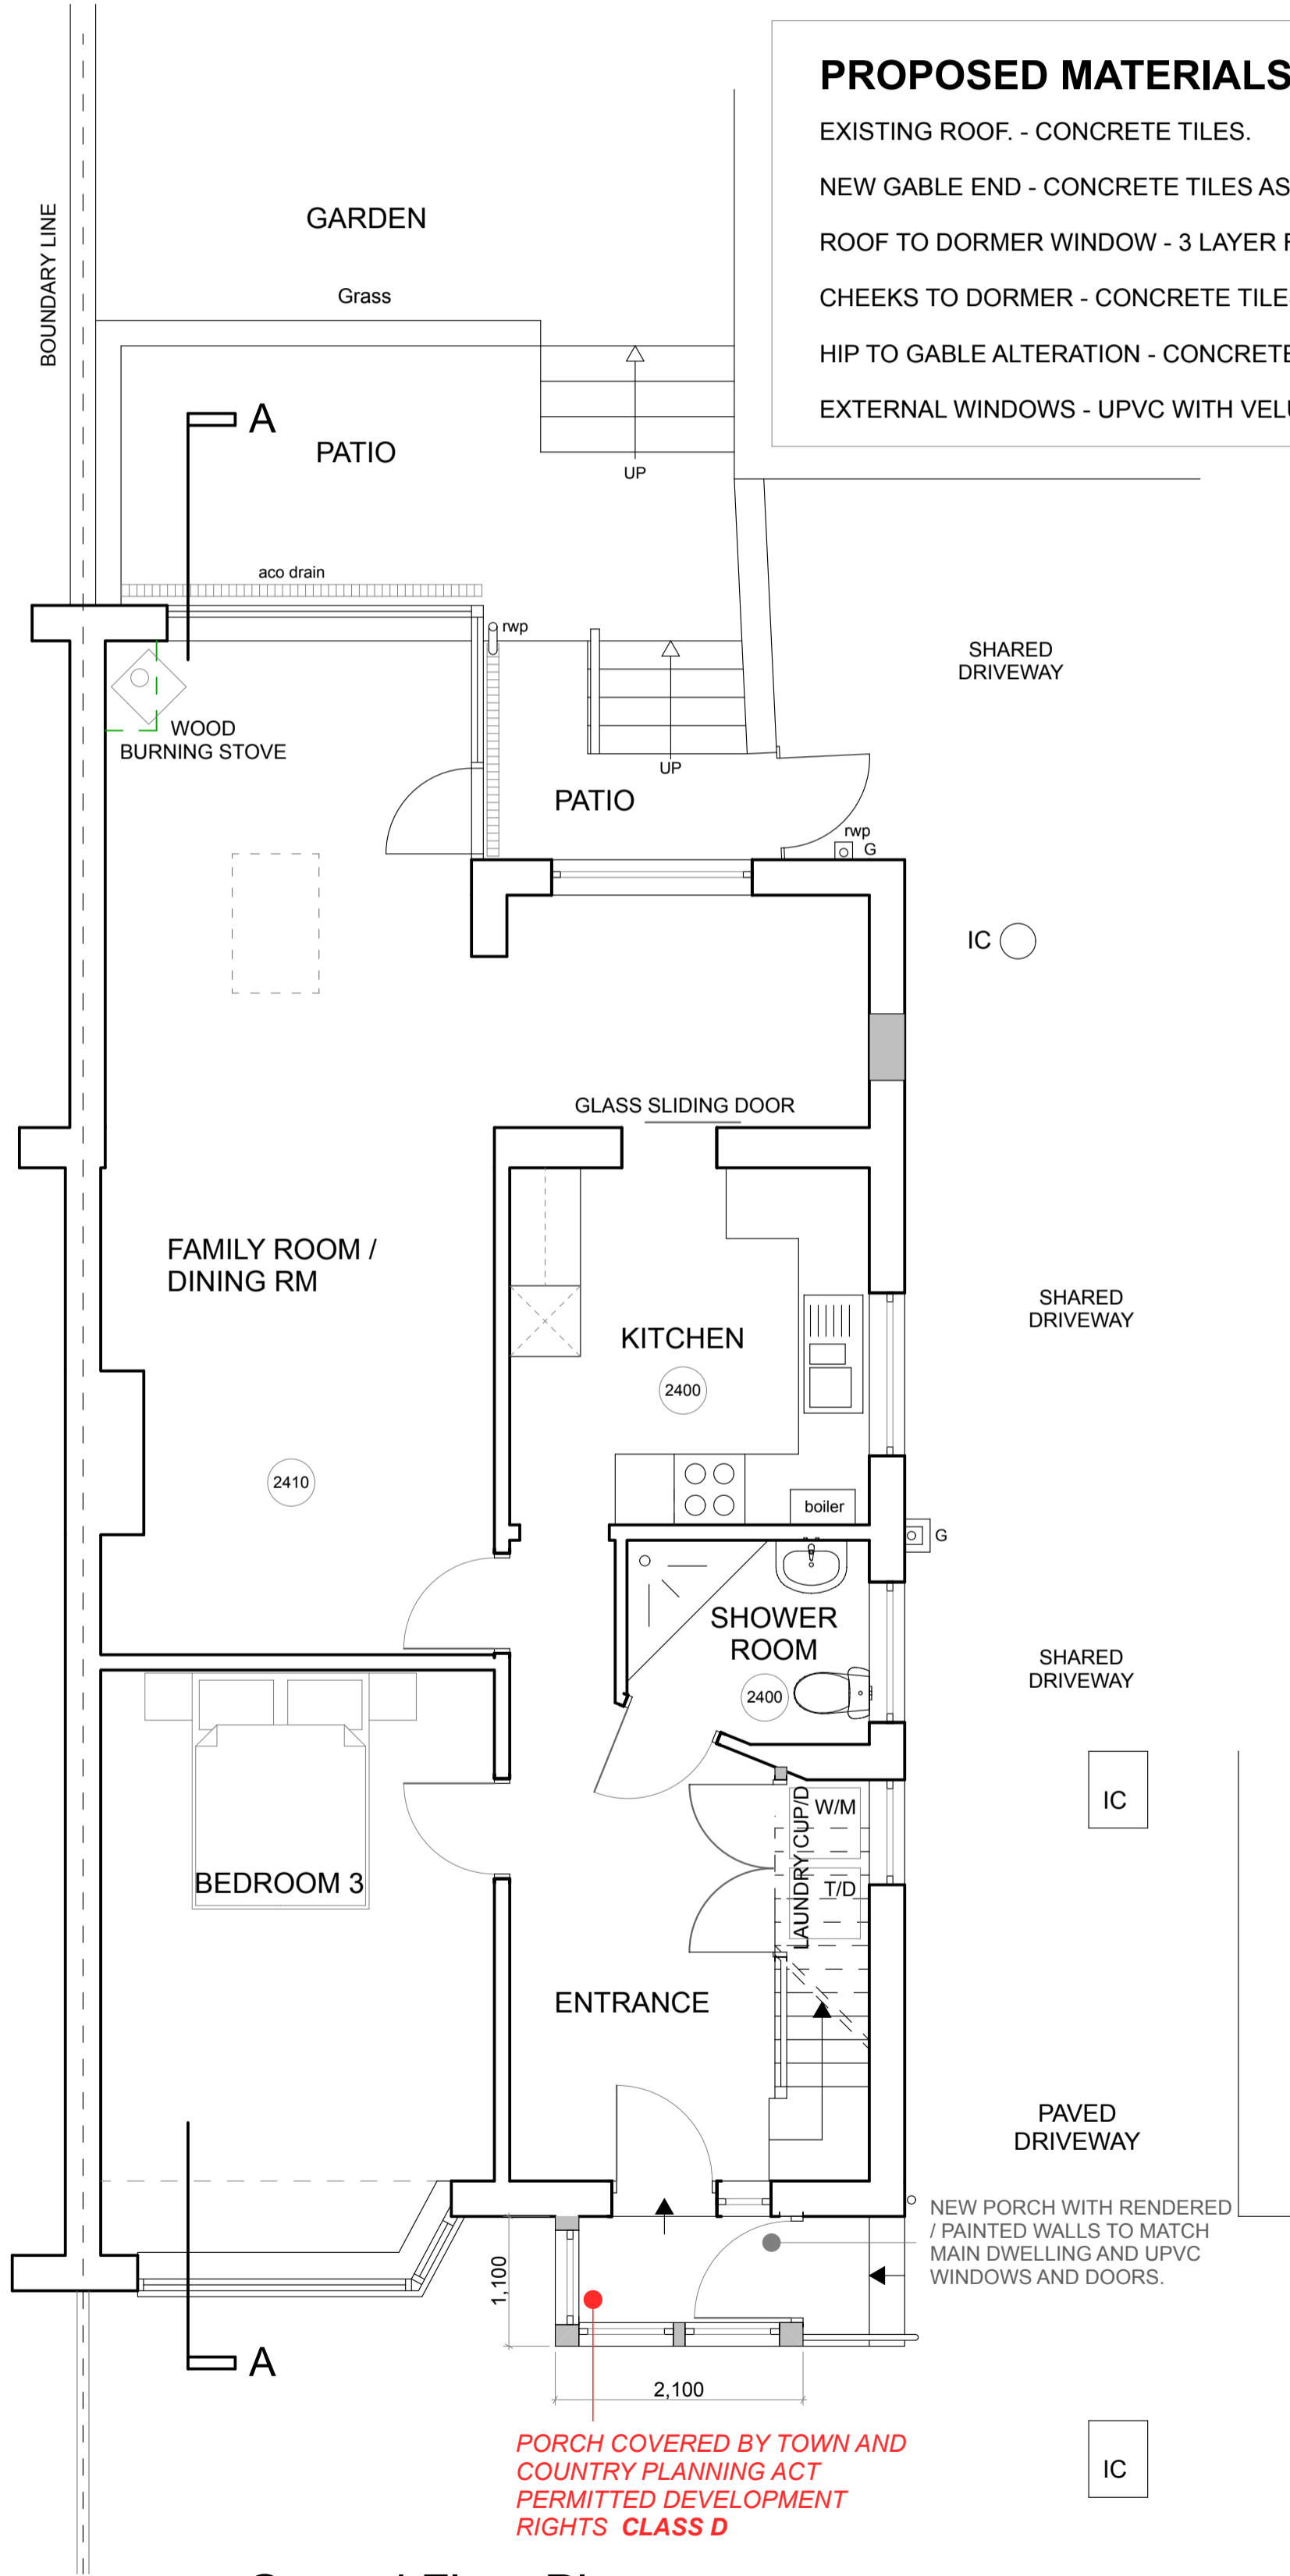 PROPOSED MATERIALS
EXISTING ROOF. - CONCRETE TILES.
NEW GABLE END - CONCRETE TILES AS
ROOF TO DORMER WINDOW - 3 LAYER
CHEEKS TO DORMER - CONCRETE
HIP TO GABLE ALTERATION - CONCRETE
EXTERNAL WINDOWS - UPVC WITH
BOUNDARY LINE
GARDEN
Grass
A
PATIO
UP
aco drain
rwp
SHARED
DRIVEWAY
WOOD
BURNING STOVE
UP
PATIO
rwp
G
IC
GLASS SLIDING DOOR
FAMILY ROOM /
DINING RM
SHARED
DRIVEWAY
KITCHEN
2400
2410
boiler
G
SHOWER
ROOM
2400
SHARED
DRIVEWAY
IC
W/M
LAUNDRY CUP/D
T/D
BEDROOM 3
ENTRANCE
PAVED
DRIVEWAY
NEW PORCH WITH RENDERED
/ PAINTED WALLS TO MATCH
MAIN DWELLING AND UPVC
WINDOWS AND DOORS.
1,100
A
2,100
PORCH COVERED BY TOWN AND
COUNTRY PLANNING ACT
PERMITTED DEVELOPMENT
RIGHTS CLASS D
IC